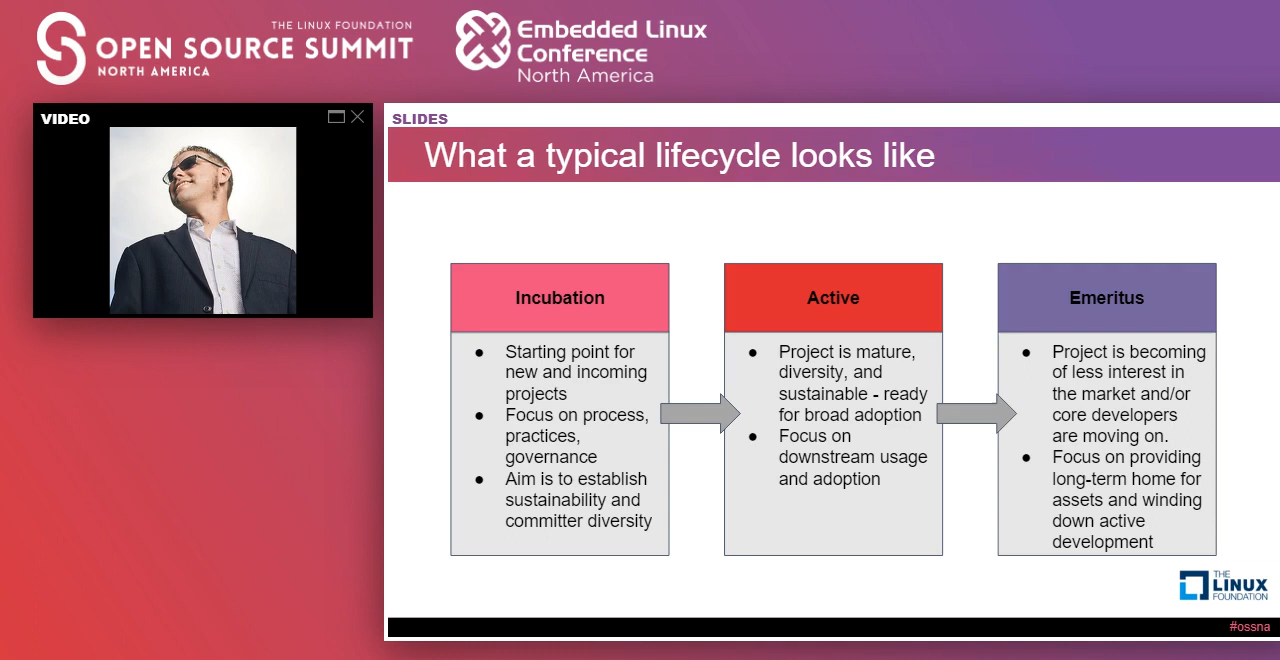 THE LINUX FOUNDATION
OPEN SOURCE SUMMIT
NORTH AMERICA
Embedded Linux
Conference
North America
VIDEO
SLIDES
What a typical lifecycle looks like
Incubation
● Starting point for
new and incoming
projects
● Focus on process,
practices,
governance
● Aim is to establish
sustainability and
committer diversity
Active
● Project is mature,
diversity, and
sustainable - ready
for broad adoption
● Focus on
downstream usage
and adoption
Emeritus
● Project is becoming
of less interest in
the market and/or
core developers
are moving on.
● Focus on providing
long-term home for
assets and winding
down active
development
THE
LINUX
FOUNDATION
#ossna